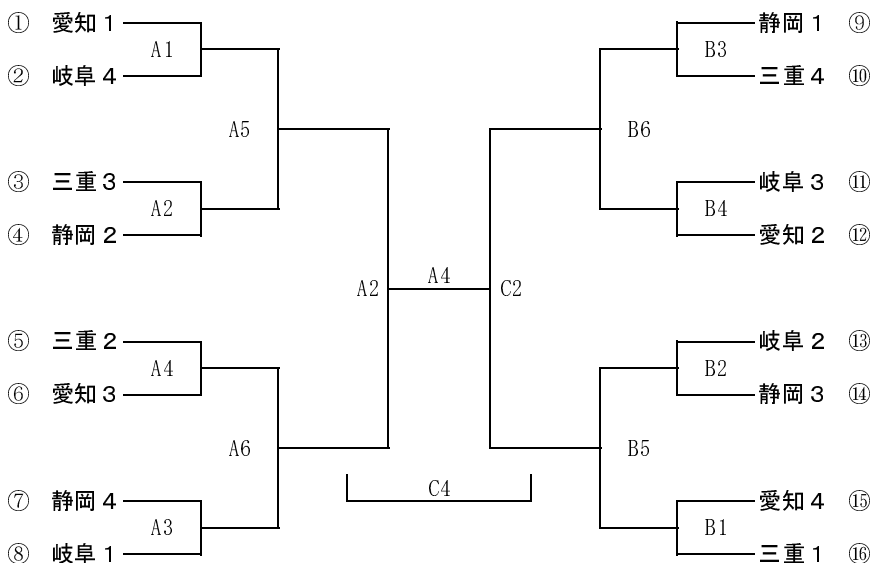 ① 愛知1
A1
② 岐阜4
A5
③ 三重3
A2
④ 静岡2
A2
⑤ 三重2
A4
⑥ 愛知3
A6
⑦ 静岡4
A3
⑧ 岐阜1
A4
C4
静岡1 ⑨
B3
三重4 ⑩
B6
岐阜3 ⑪
B4
愛知2 ⑫
C2
岐阜2 ⑬
B2
静岡3 ⑭
B5
愛知4 ⑮
B1
三重1 ⑯